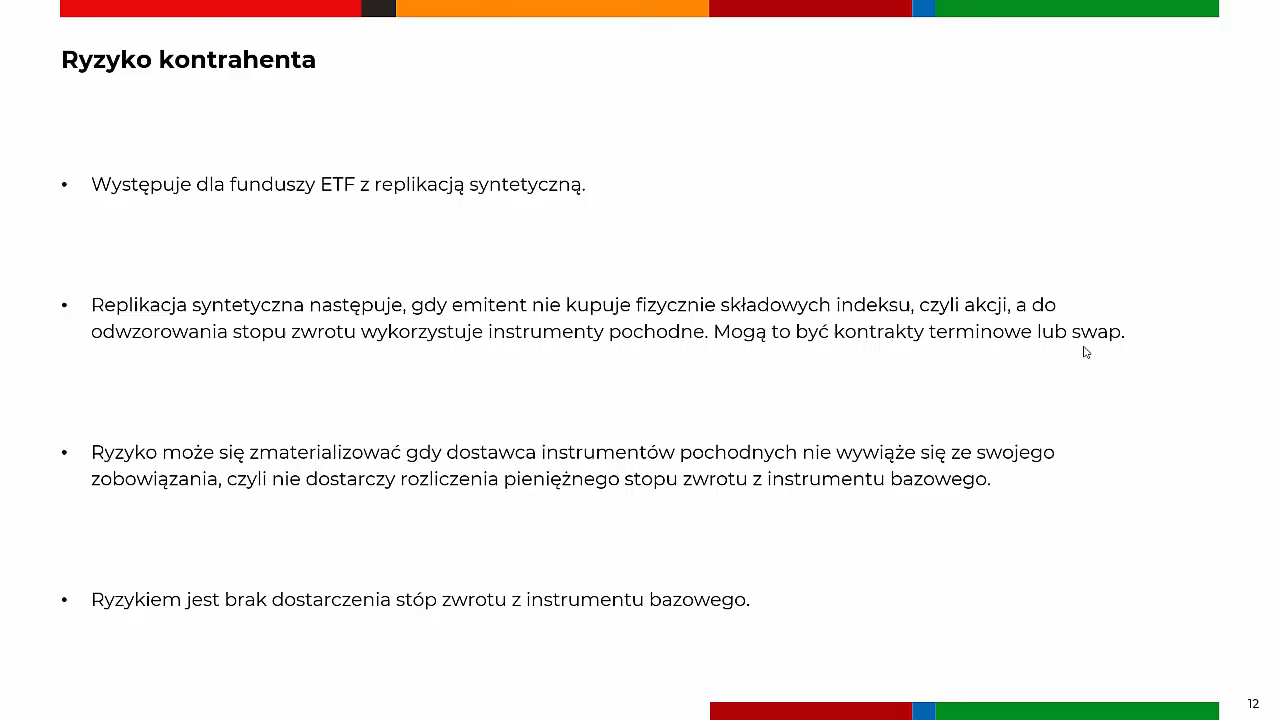 Ryzyko kontrahenta
• Występuje dla funduszy ETF z replikacją syntetyczną.
• Replikacja syntetyczna następuje, gdy emitent nie kupuje fizycznie składowych indeksu, czyli akcji, a do
odwzorowania stopu zwrotu wykorzystuje instrumenty pochodne. Mogą to być kontrakty terminowe lub swap.
• Ryzyko może się zmaterializować gdy dostawca instrumentów pochodnych nie wywiąże się ze swojego
zobowiązania, czyli nie dostarczy rozliczenia pieniężnego stopu zwrotu z instrumentu bazowego.
• Ryzykiem jest brak dostarczenia stóp zwrotu z instrumentu bazowego.
12